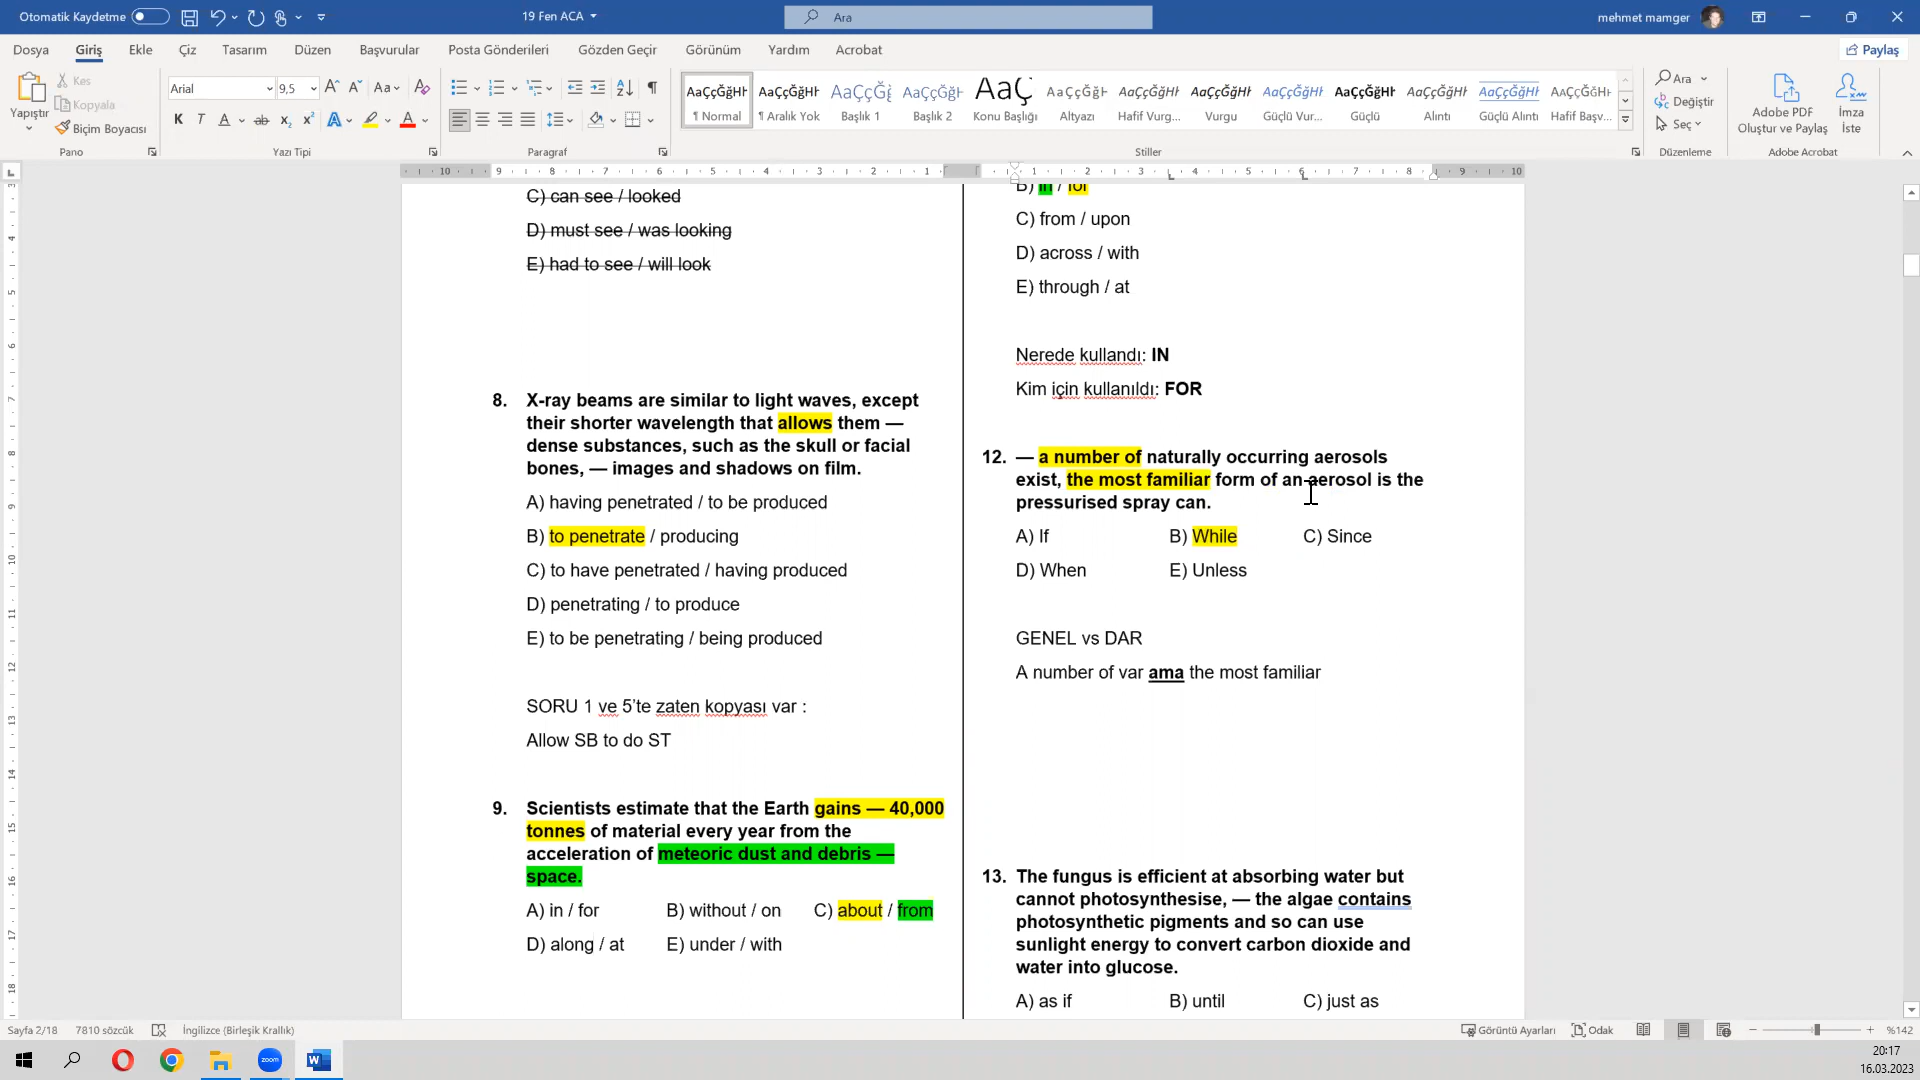 Otomatik Kaydetme
19 Fen ACA
Ara
mehmet mamger
Dosya Giriş Ekle Çiz Tasarım Düzen Başvurular Posta Gönderileri Gözden Geçir Görünüm Yardım Acrobat
Paylaş
Yapıştır
Kes
Kopyala
Biçim Boyacısı
Pano
Arial 9,5
Yazı Tipi
Paragraf
¶ Normal
¶ Aralık Yok
Başlık 1
Başlık 2
Konu Başlığı
Altyazı
Hafif Vurg...
Vurgu
Güçlü Vur...
Güçlü
Alıntı
Güçlü Alıntı
Hafif Başv...
Stiller
Ara
Değiştir
Seç
Düzenleme
Adobe PDF
Oluştur ve Paylaş
İmza
İste
Adobe Acrobat
C) can see / looked
D) must see / was looking
E) had to see / will look
8. X-ray beams are similar to light waves, except
their shorter wavelength that allows them —
dense substances, such as the skull or facial
bones, — images and shadows on film.
A) having penetrated / to be produced
B) to penetrate / producing
C) to have penetrated / having produced
D) penetrating / to produce
E) to be penetrating / being produced
SORU 1 ve 5’te zaten kopyası var :
Allow SB to do ST
9. Scientists estimate that the Earth gains — 40,000
tonnes of material every year from the
acceleration of meteoric dust and debris —
space.
A) in / for B) without / on C) about / from
D) along / at E) under / with
B) in / for
C) from / upon
D) across / with
E) through / at
Nerede kullandı: IN
Kim için kullanıldı: FOR
12. — a number of naturally occurring aerosols
exist, the most familiar form of an aerosol is the
pressurised spray can.
A) If B) While C) Since
D) When E) Unless
GENEL vs DAR
A number of var ama the most familiar
13. The fungus is efficient at absorbing water but
cannot photosynthesise, — the algae contains
photosynthetic pigments and so can use
sunlight energy to convert carbon dioxide and
water into glucose.
A) as if B) until C) just as
Sayfa 2/18 7810 sözcük İngilizce (Birleşik Krallık)
Görüntü Ayarları Odak %142
20:17
16.03.2023